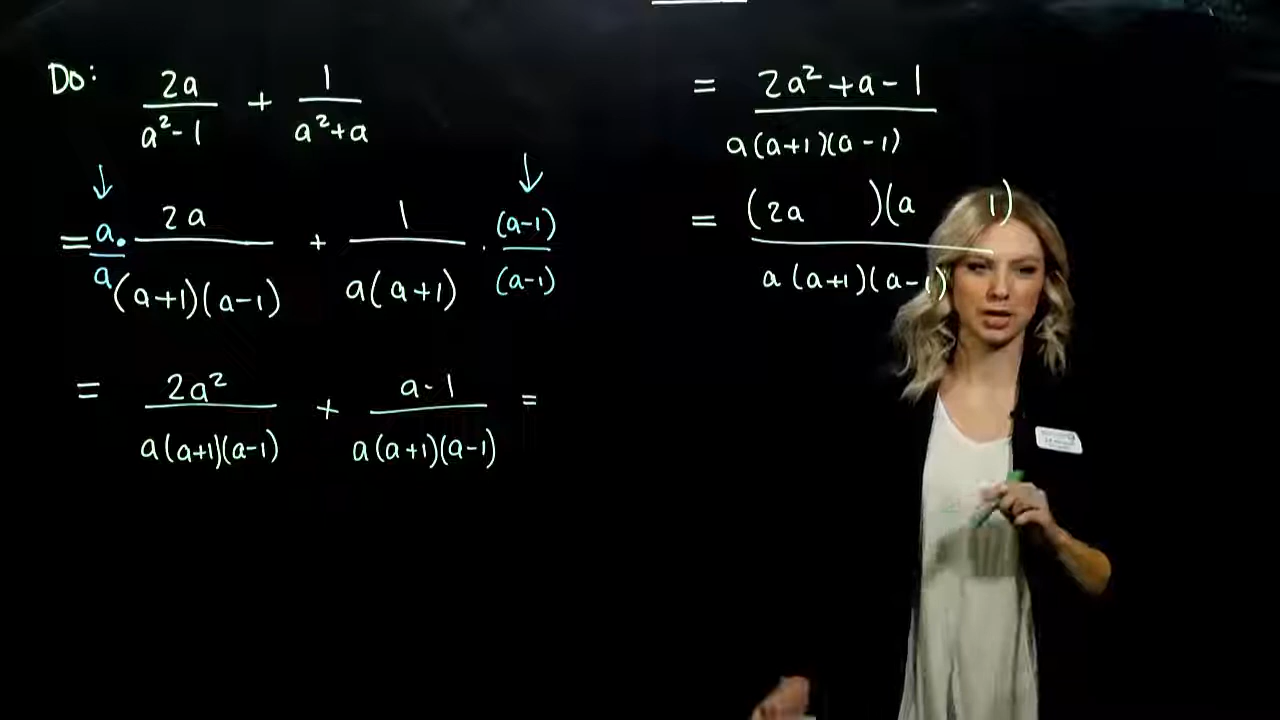 Do: 2a/(a²-1) + 1/(a²+a)
= a/a · 2a/((a+1)(a-1)) + 1/(a(a+1)) · (a-1)/(a-1)
= 2a²/(a(a+1)(a-1)) + (a-1)/(a(a+1)(a-1)) =
= (2a²+a-1)/(a(a+1)(a-1))
= (2a )(a 1)/(a(a+1)(a-1))